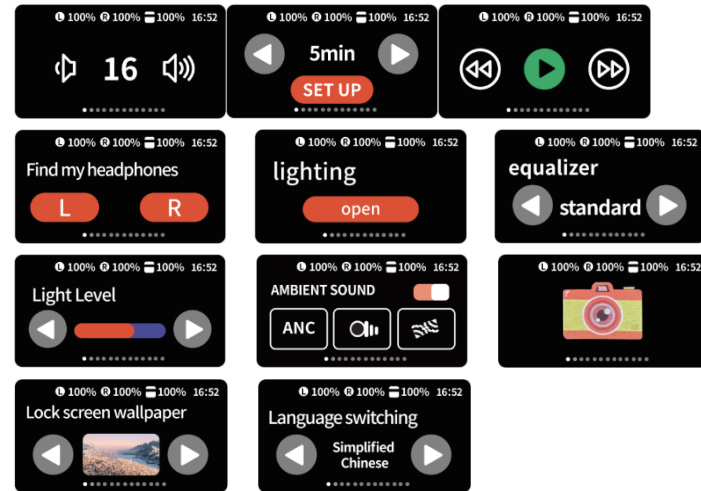 L 100% R 100% 100% 16:52
16
L 100% R 100% 100% 16:52
5min
SET UP
L 100% R 100% 100% 16:52
L 100% R 100% 100% 16:52
Find my headphones
L R
L 100% R 100% 100% 16:52
lighting
open
L 100% R 100% 100% 16:52
equalizer
standard
L 100% R 100% 100% 16:52
Light Level
L 100% R 100% 100% 16:52
AMBIENT SOUND
ANC
L 100% R 100% 100% 16:52
L 100% R 100% 100% 16:52
Lock screen wallpaper
L 100% R 100% 100% 16:52
Language switching
Simplified
Chinese